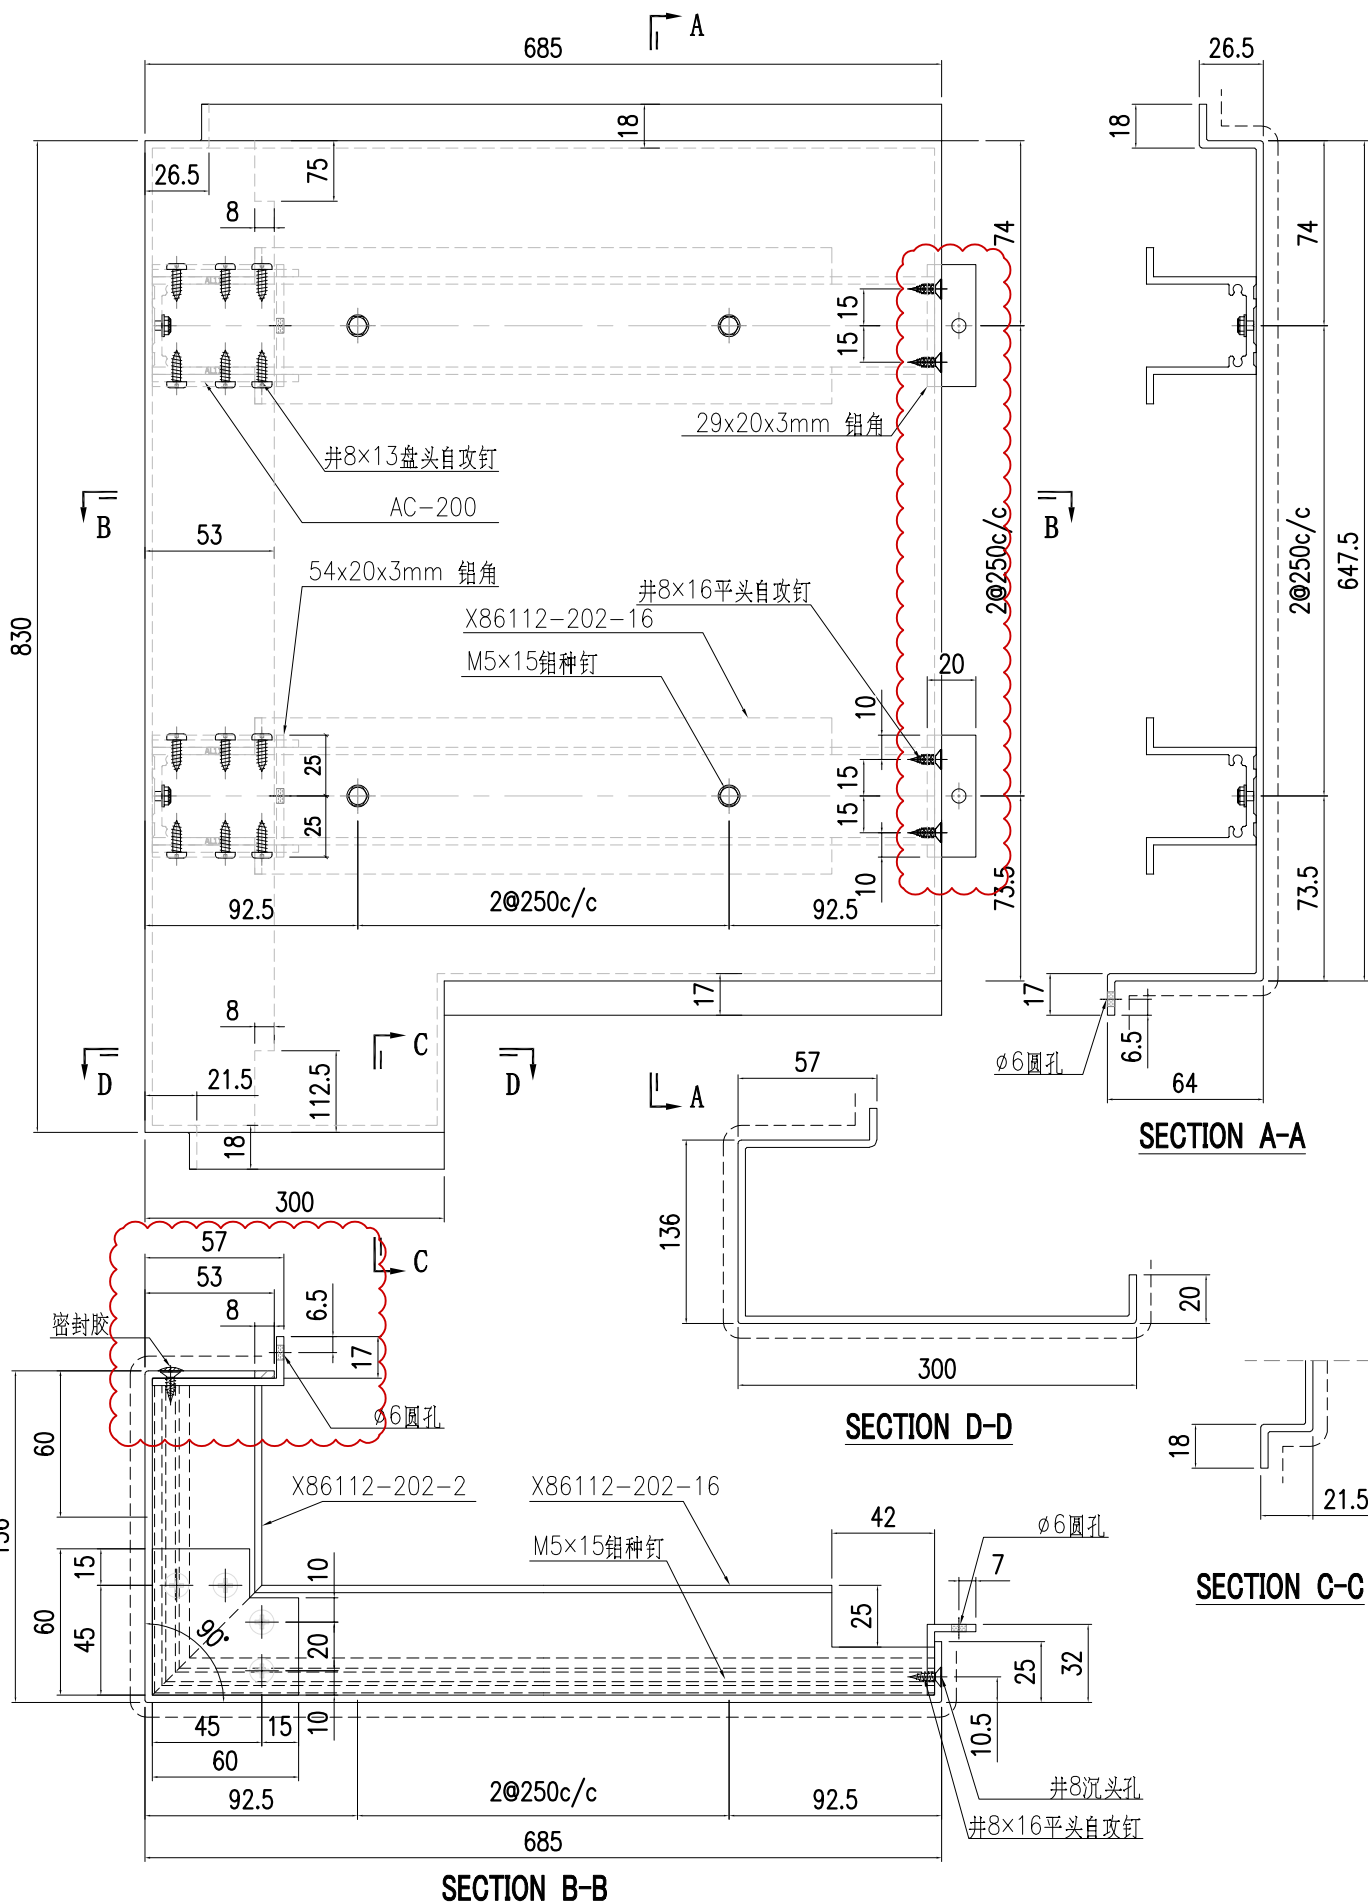 A
685
26.5
18
18
26.5
75
8
74
74
15
15
29x20x3mm 铝角
井8×13盘头自攻钉
AC-200
B
B
53
2@250c/c
2@250c/c
647.5
54x20x3mm 铝角
井8×16平头自攻钉
X86112-202-16
M5×15铝种钉
830
20
10
25
15
15
25
10
92.5
2@250c/c
92.5
73.5
73.5
17
17
6.5
ø6圆孔
64
8
C
D
D
21.5
112.5
18
A
57
SECTION A-A
300
136
57
C
53
8
6.5
密封胶
17
20
ø6圆孔
300
SECTION D-D
60
18
21.5
X86112-202-2
X86112-202-16
42
ø6圆孔
M5×15铝种钉
7
SECTION C-C
15
10
60
45
90°
20
25
25
32
45
15
10
10.5
60
92.5
2@250c/c
92.5
井8沉头孔
井8×16平头自攻钉
685
SECTION B-B